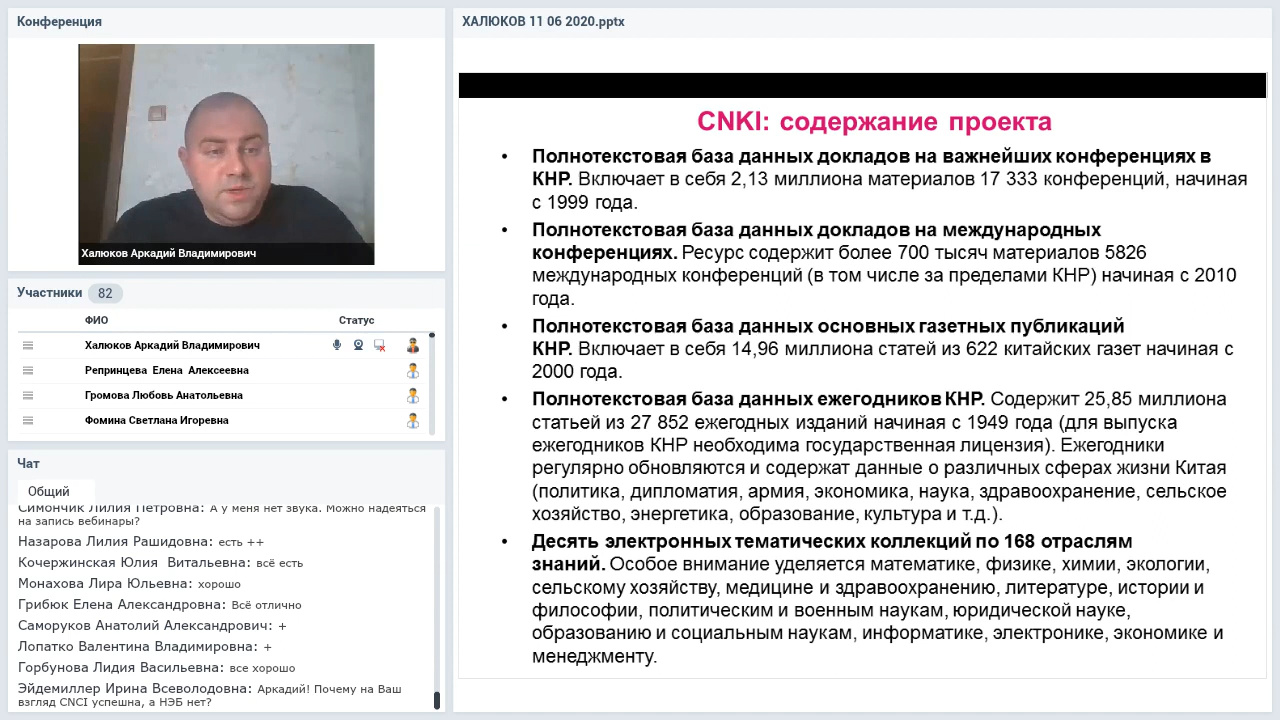 Конференция
Халюков Аркадий Владимирович
Участники 82
ФИО Статус
Халюков Аркадий Владимирович
Репринцева Елена Алексеевна
Громова Любовь Анатольевна
Фомина Светлана Игоревна
Чат
Общий
Симончик Лилия Петровна: А у меня нет звука. Можно надеяться
на запись вебинары?
Назарова Лилия Рашидовна: есть ++
Кочержинская Юлия Витальевна: всё есть
Монахова Лира Юльевна: хорошо
Грибюк Елена Александровна: Всё отлично
Саморуков Анатолий Александрович: +
Лопатко Валентина Владимировна: +
Горбунова Лидия Васильевна: все хорошо
Эйдемиллер Ирина Всеволодовна: Аркадий! Почему на Ваш
взгляд CNCI успешна, а НЭБ нет?
ХАЛЮКОВ 11 06 2020.pptx
CNKI: содержание проекта
• Полнотекстовая база данных докладов на важнейших конференциях в
КНР. Включает в себя 2,13 миллиона материалов 17 333 конференций, начиная
с 1999 года.
• Полнотекстовая база данных докладов на международных
конференциях. Ресурс содержит более 700 тысяч материалов 5826
международных конференций (в том числе за пределами КНР) начиная с 2010
года.
• Полнотекстовая база данных основных газетных публикаций
КНР. Включает в себя 14,96 миллиона статей из 622 китайских газет начиная с
2000 года.
• Полнотекстовая база данных ежегодников КНР. Содержит 25,85 миллиона
статьей из 27 852 ежегодных изданий начиная с 1949 года (для выпуска
ежегодников КНР необходима государственная лицензия). Ежегодники
регулярно обновляются и содержат данные о различных сферах жизни Китая
(политика, дипломатия, армия, экономика, наука, здравоохранение, сельское
хозяйство, энергетика, образование, культура и т.д.).
• Десять электронных тематических коллекций по 168 отраслям
знаний. Особое внимание уделяется математике, физике, химии, экологии,
сельскому хозяйству, медицине и здравоохранению, литературе, истории и
философии, политическим и военным наукам, юридической науке,
образованию и социальным наукам, информатике, электронике, экономике и
менеджменту.